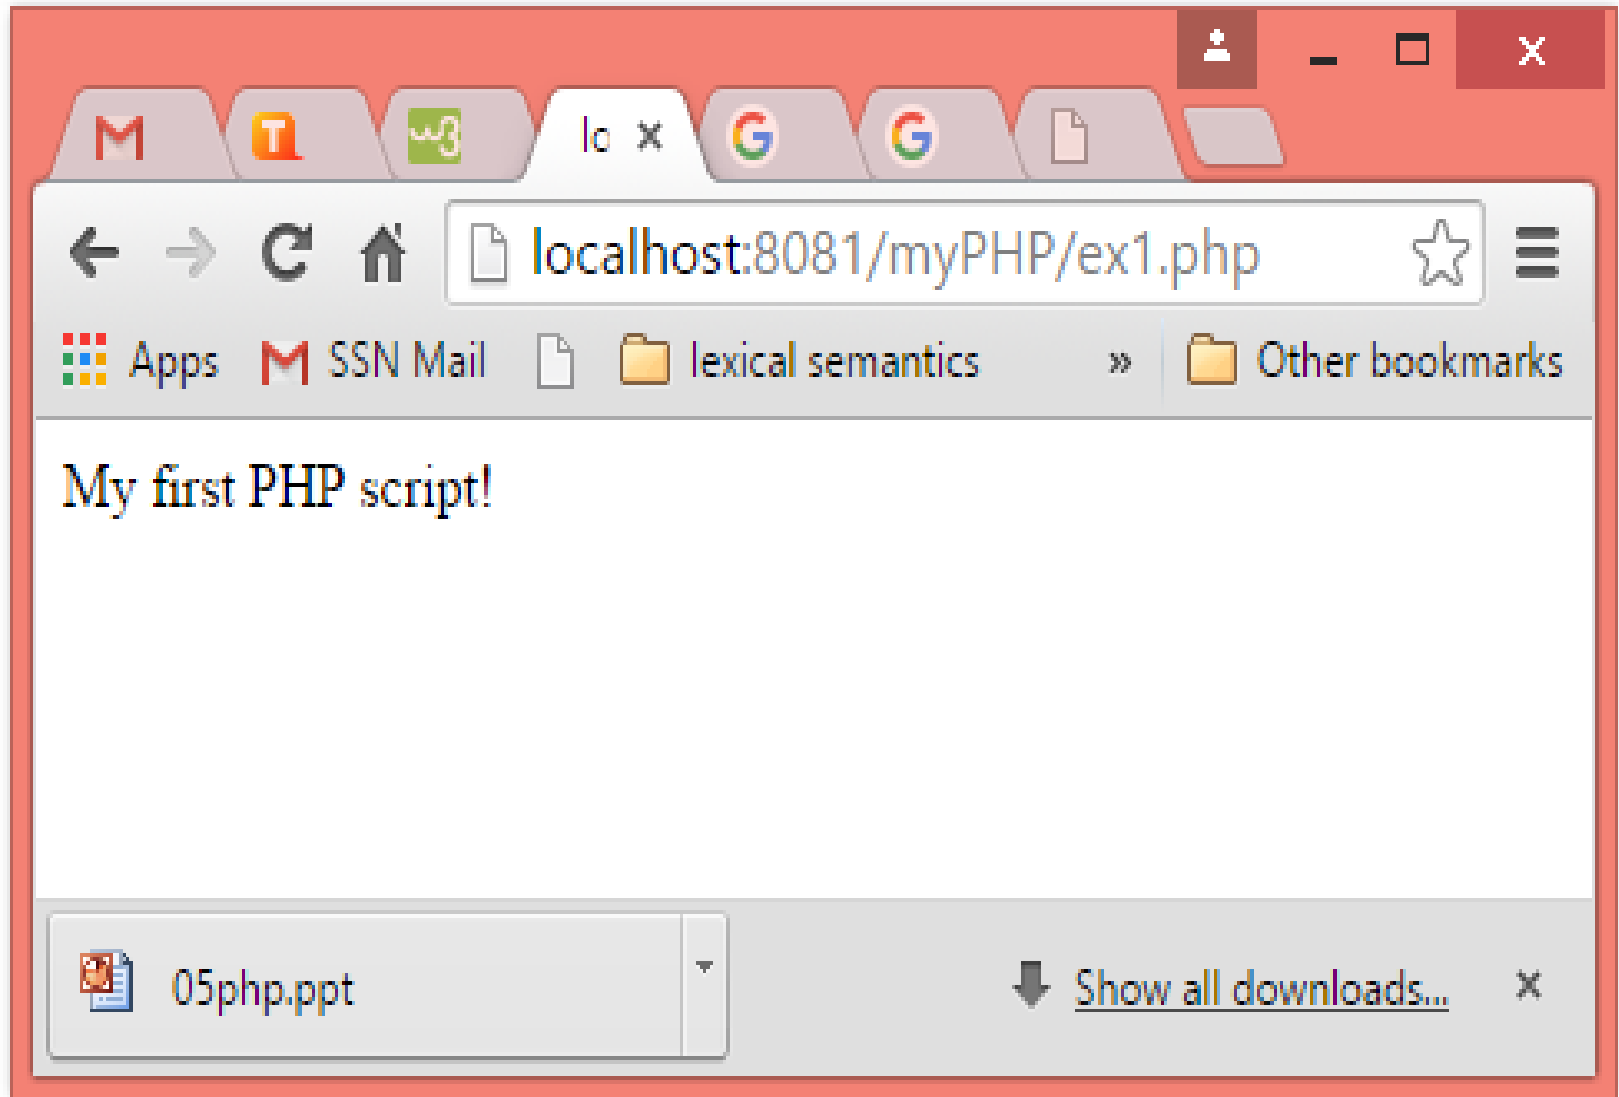 lo
localhost:8081/myPHP/ex1.php
Apps SSN Mail lexical semantics » Other bookmarks
My first PHP script!
05php.ppt Show all downloads...